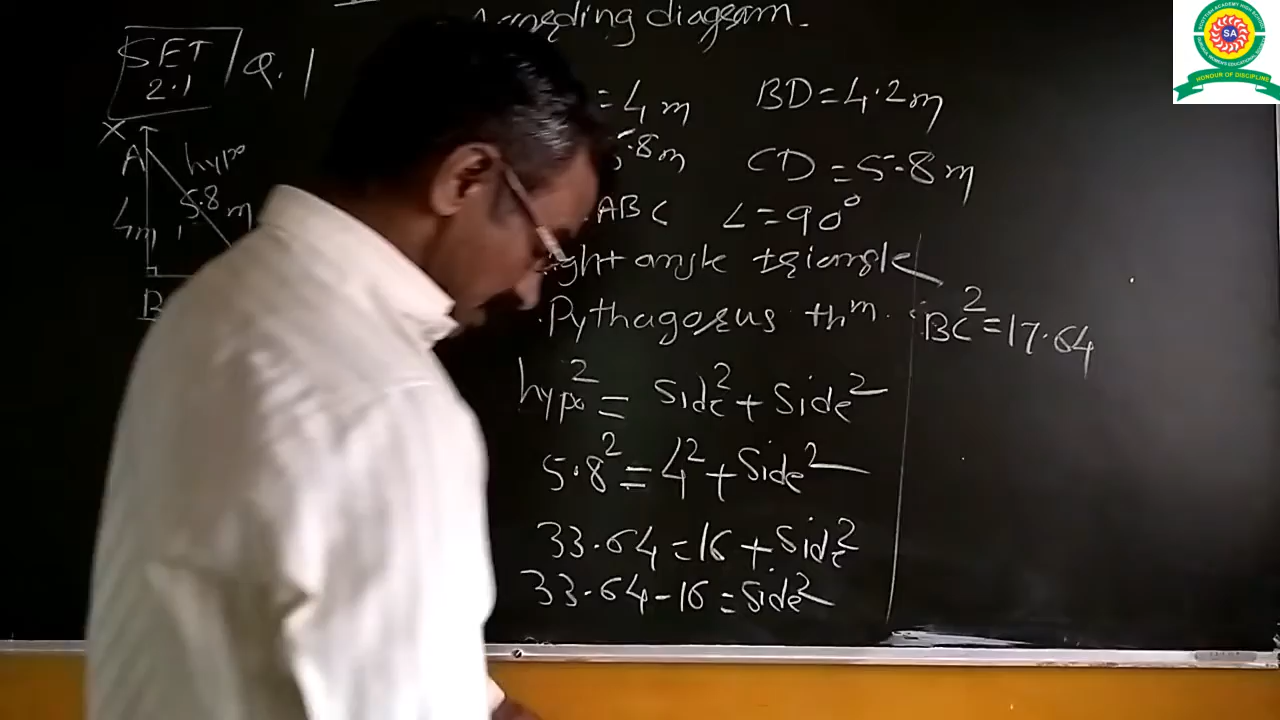 diagram.
SET
2.1
Q. 1
= 4 m
BD = 4.2 m
5.8 m
CD = 5.8 m
ABC
∠ = 90°
angle triangle
Pythagorus thm.
hypo² = Side² + Side²
5.8² = 4² + Side²
33.64 = 16 + Side²
33.64 - 16 = Side²
BC² = 17.64
X
A
hypo
5.8 m
4m
B
SA
HONOUR OF DISCIPLINE